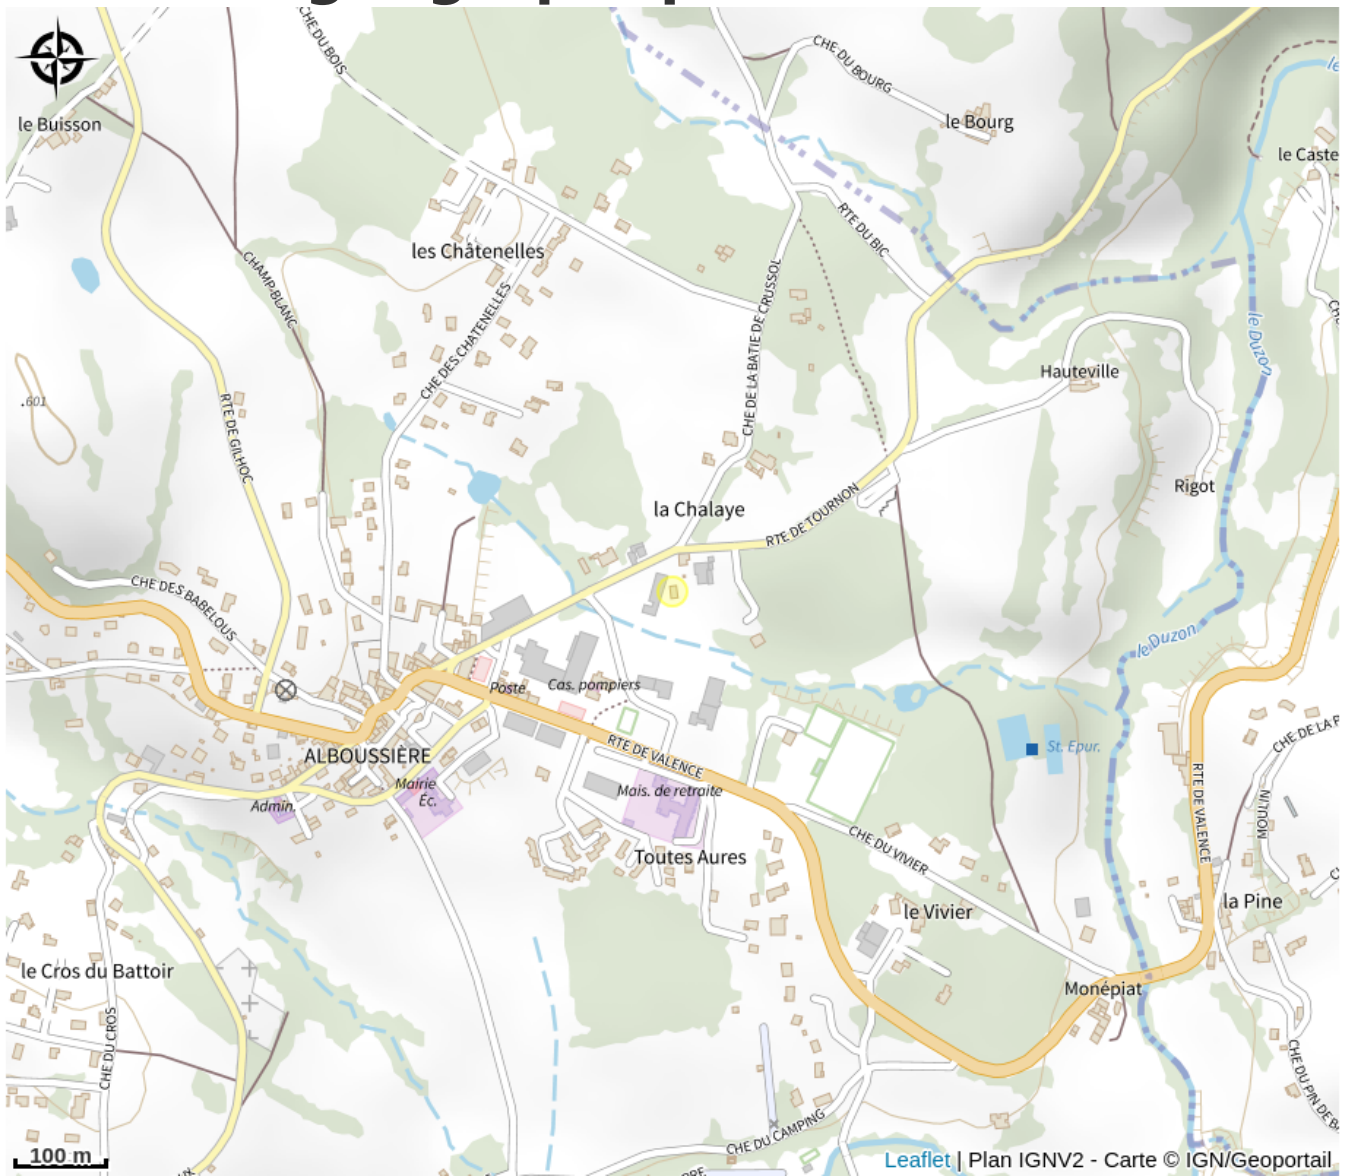 CHE DU BOIS
CHE DU BOURG
le Bourg
le Buisson
le Caste
les Châtenelles
RTE DU BIC
CHAMP BLANC
CHE DES CHATENELLES
CHE DE LA BATIE DE CRUSSOL
le Duzon
Hauteville
.601
RTE DE GILHOC
Rigot
la Chalaye
RTE DE TOURNON
CHE DES BABELOUS
le Duzon
Poste
Cas. pompiers
RTE DE VALENCE
St. Epur.
CHE DE LA P
ALBOUSSIÈRE
Mairie
Éc.
Admin.
Mais. de retraite
RTE DE VALENCE
MOULIN
Toutes Aures
CHE DU VIVIER
le Vivier
la Pine
le Cros du Battoir
Monépiat
CHE DU CROS
CHE DU PIN DE BA
CHE DU CAMPING
100 m
Leaflet | Plan IGNV2 - Carte © IGN/Geoportail